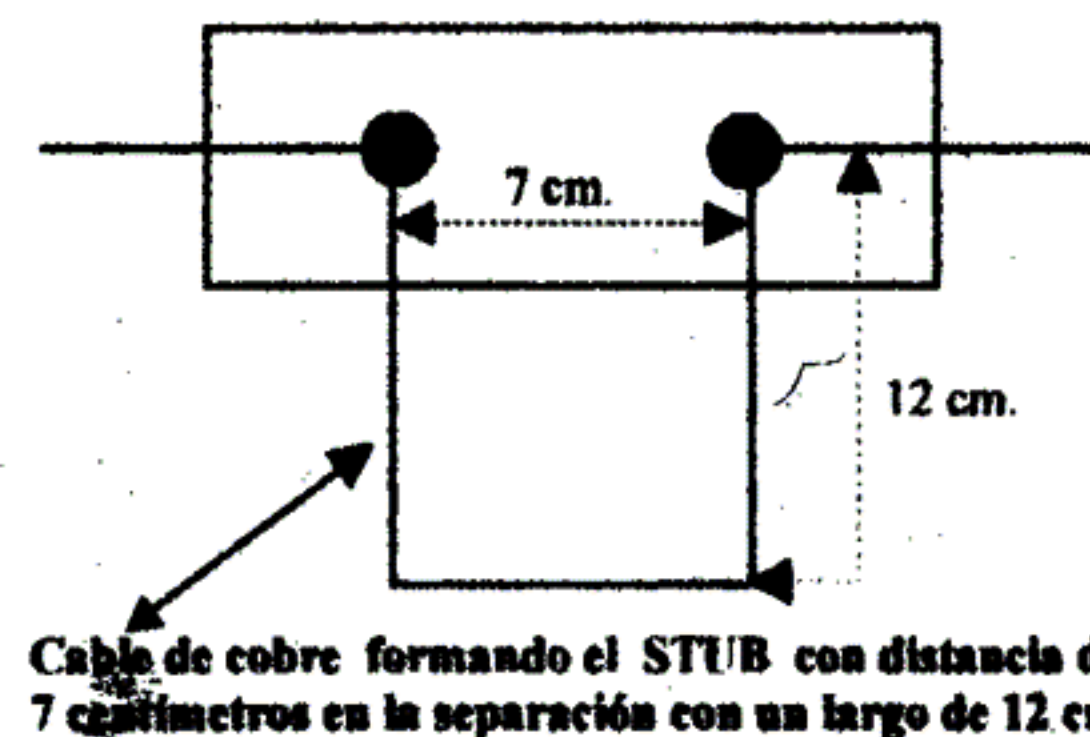 7 cm.
12 cm.
Cable de cobre formando el STUB con distancia
7 centímetros en la separación con un largo de 12